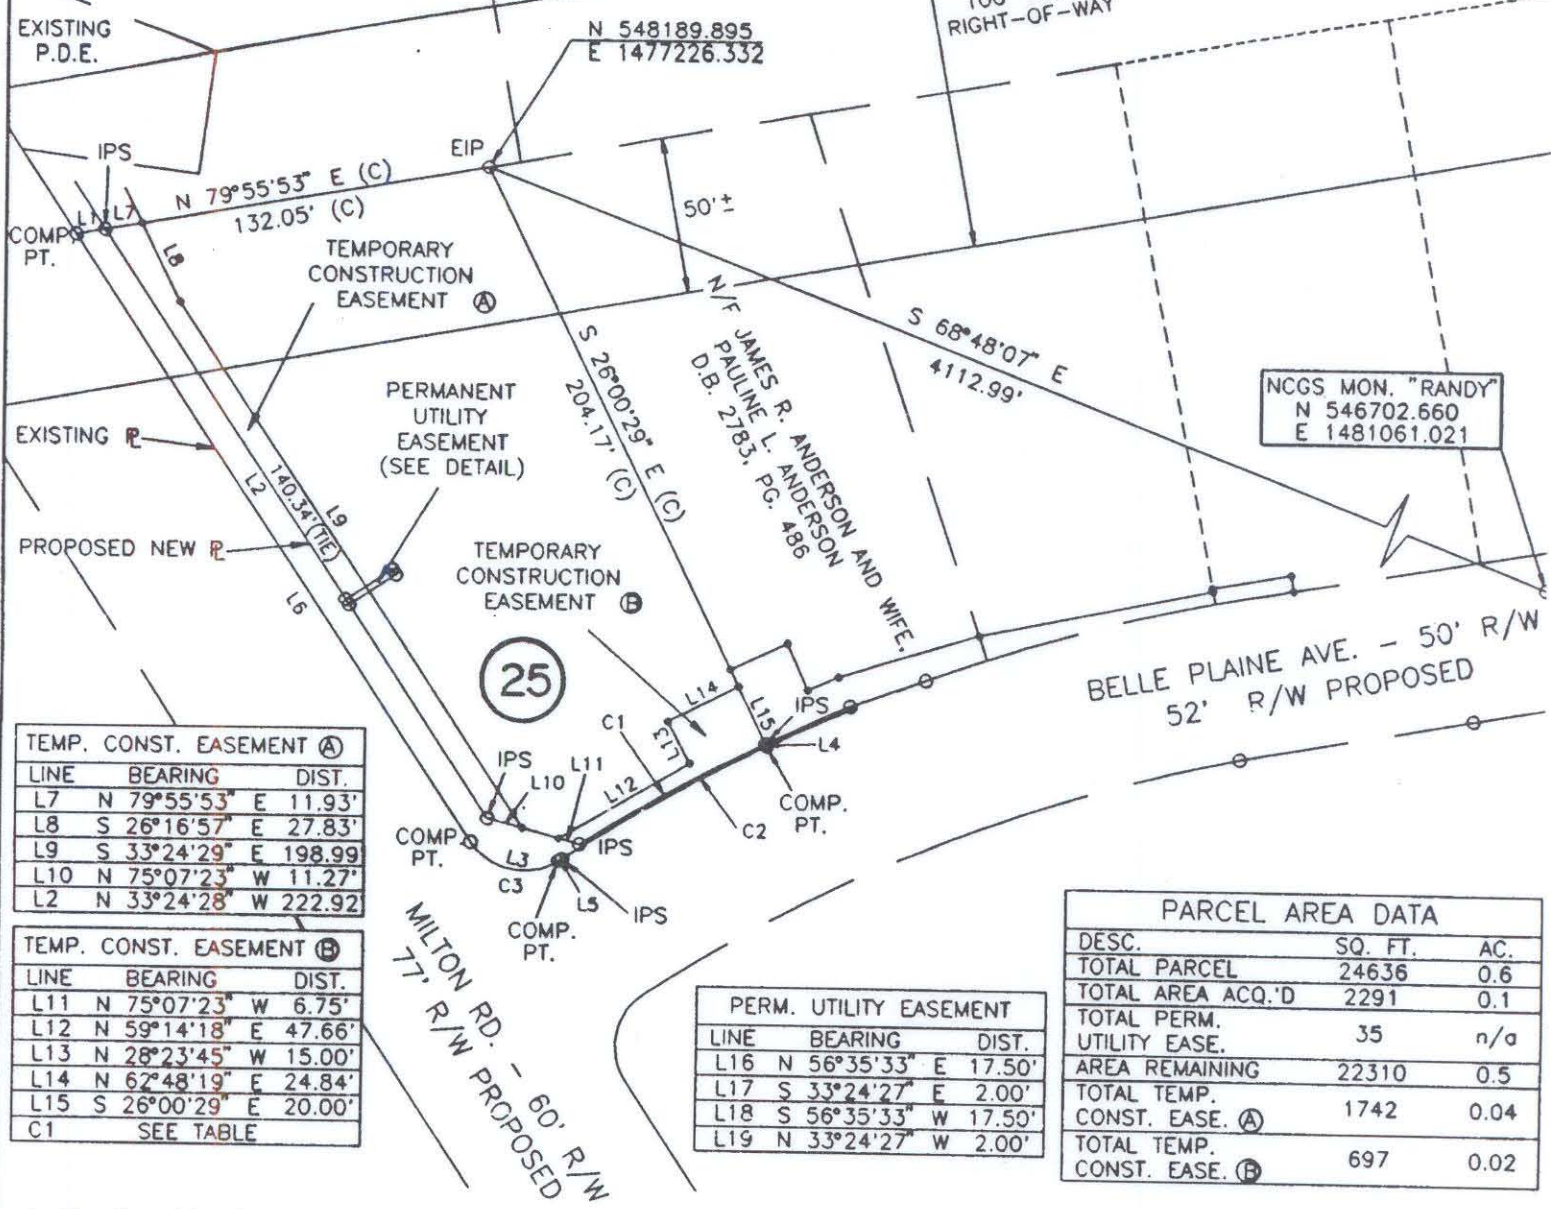 EXISTING
P.D.E.
N 548189.895
E 1477226.332
RIGHT-OF-WAY
IPS
EIP
N 79°55'53" E (C)
132.05' (C)
L1
L7
COMP.
PT.
L8
50'±
TEMPORARY
CONSTRUCTION
EASEMENT Ⓐ
S 26°00'29" E (C)
204.17' (C)
N/F JAMES R. ANDERSON AND WIFE,
PAULINE L. ANDERSON
D.B. 2783, PG. 486
S 68°48'07" E
4112.99'
NCGS MON. "RANDY"
N 546702.660
E 1481061.021
PERMANENT
UTILITY
EASEMENT
(SEE DETAIL)
EXISTING ℄
L2
140.34'(TIE)
L9
PROPOSED NEW ℄
L6
TEMPORARY
CONSTRUCTION
EASEMENT Ⓑ
25
BELLE PLAINE AVE. - 50' R/W
52' R/W PROPOSED
L14
L15
IPS
C1
L13
L4
IPS
L10
L11
L12
COMP.
PT.
C2
COMP.
PT.
L3
IPS
C3
L5
IPS
COMP.
PT.
MILTON RD. - 60' R/W
77' R/W PROPOSED
TEMP. CONST. EASEMENT Ⓐ
LINE BEARING DIST.
L7 N 79°55'53" E 11.93'
L8 S 26°16'57" E 27.83'
L9 S 33°24'29" E 198.99
L10 N 75°07'23" W 11.27'
L2 N 33°24'28" W 222.92
TEMP. CONST. EASEMENT Ⓑ
LINE BEARING DIST.
L11 N 75°07'23" W 6.75'
L12 N 59°14'18" E 47.66'
L13 N 28°23'45" W 15.00'
L14 N 62°48'19" E 24.84'
L15 S 26°00'29" E 20.00'
C1 SEE TABLE
PERM. UTILITY EASEMENT
LINE BEARING DIST.
L16 N 56°35'33" E 17.50'
L17 S 33°24'27" E 2.00'
L18 S 56°35'33" W 17.50'
L19 N 33°24'27" W 2.00'
PARCEL AREA DATA
DESC. SQ. FT. AC.
TOTAL PARCEL 24636 0.6
TOTAL AREA ACQ.'D 2291 0.1
TOTAL PERM.
UTILITY EASE. 35 n/a
AREA REMAINING 22310 0.5
TOTAL TEMP.
CONST. EASE. Ⓐ 1742 0.04
TOTAL TEMP.
CONST. EASE. Ⓑ 697 0.02